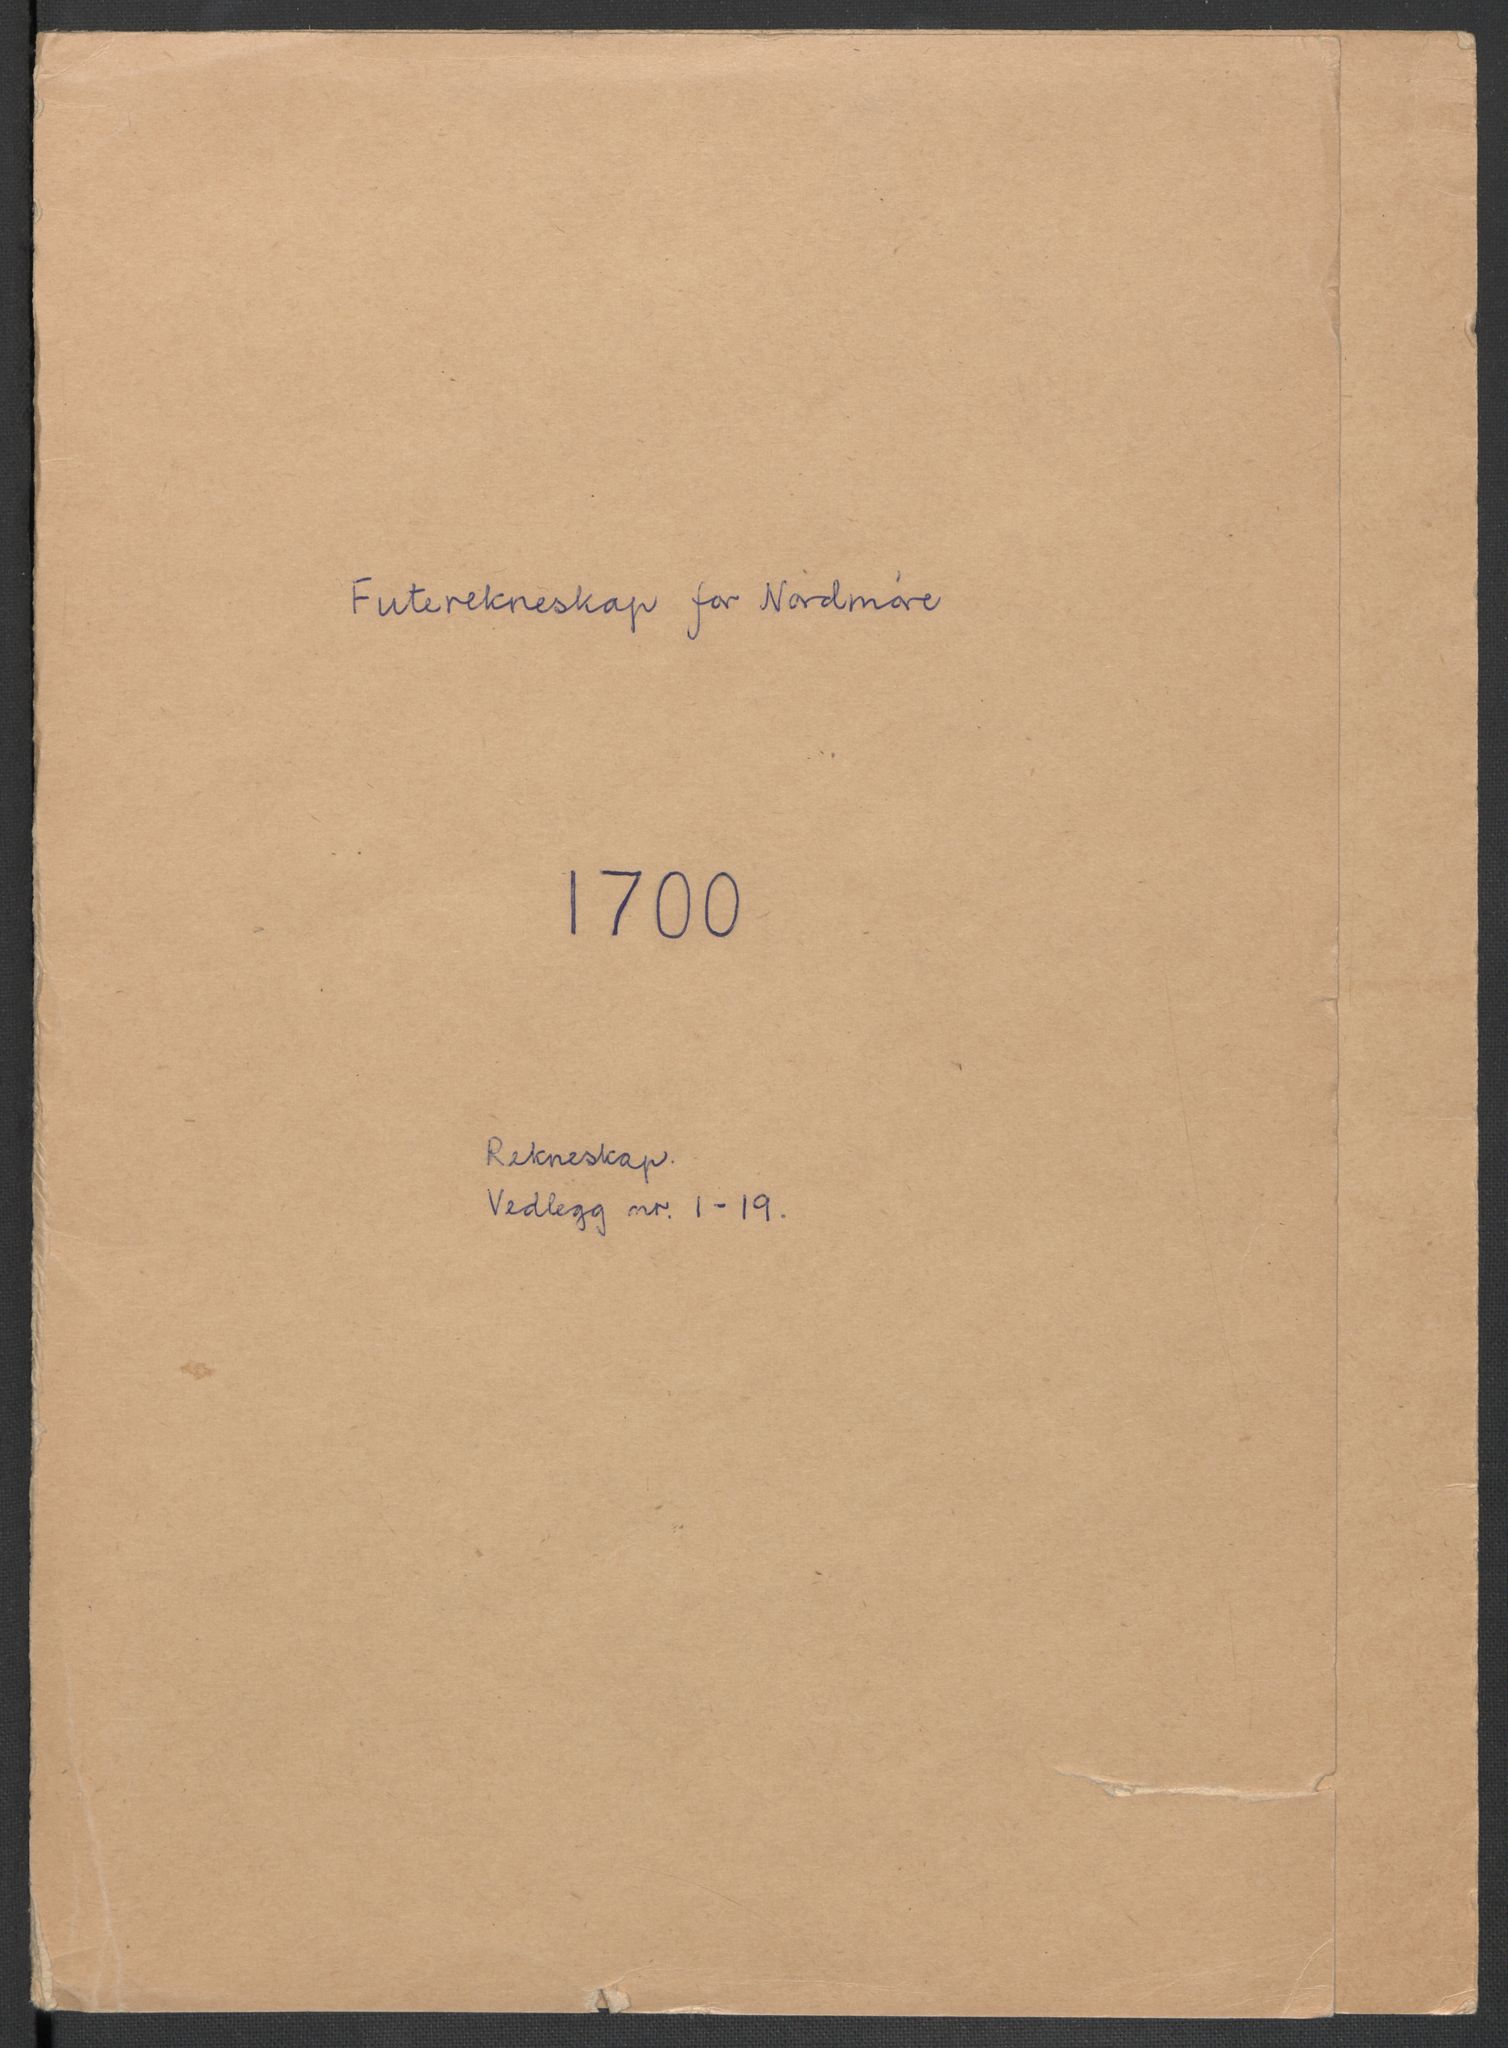 Futerekneskap for Nordmøre
1700
Rekneskap.
Vedlegg nr. 1-19.